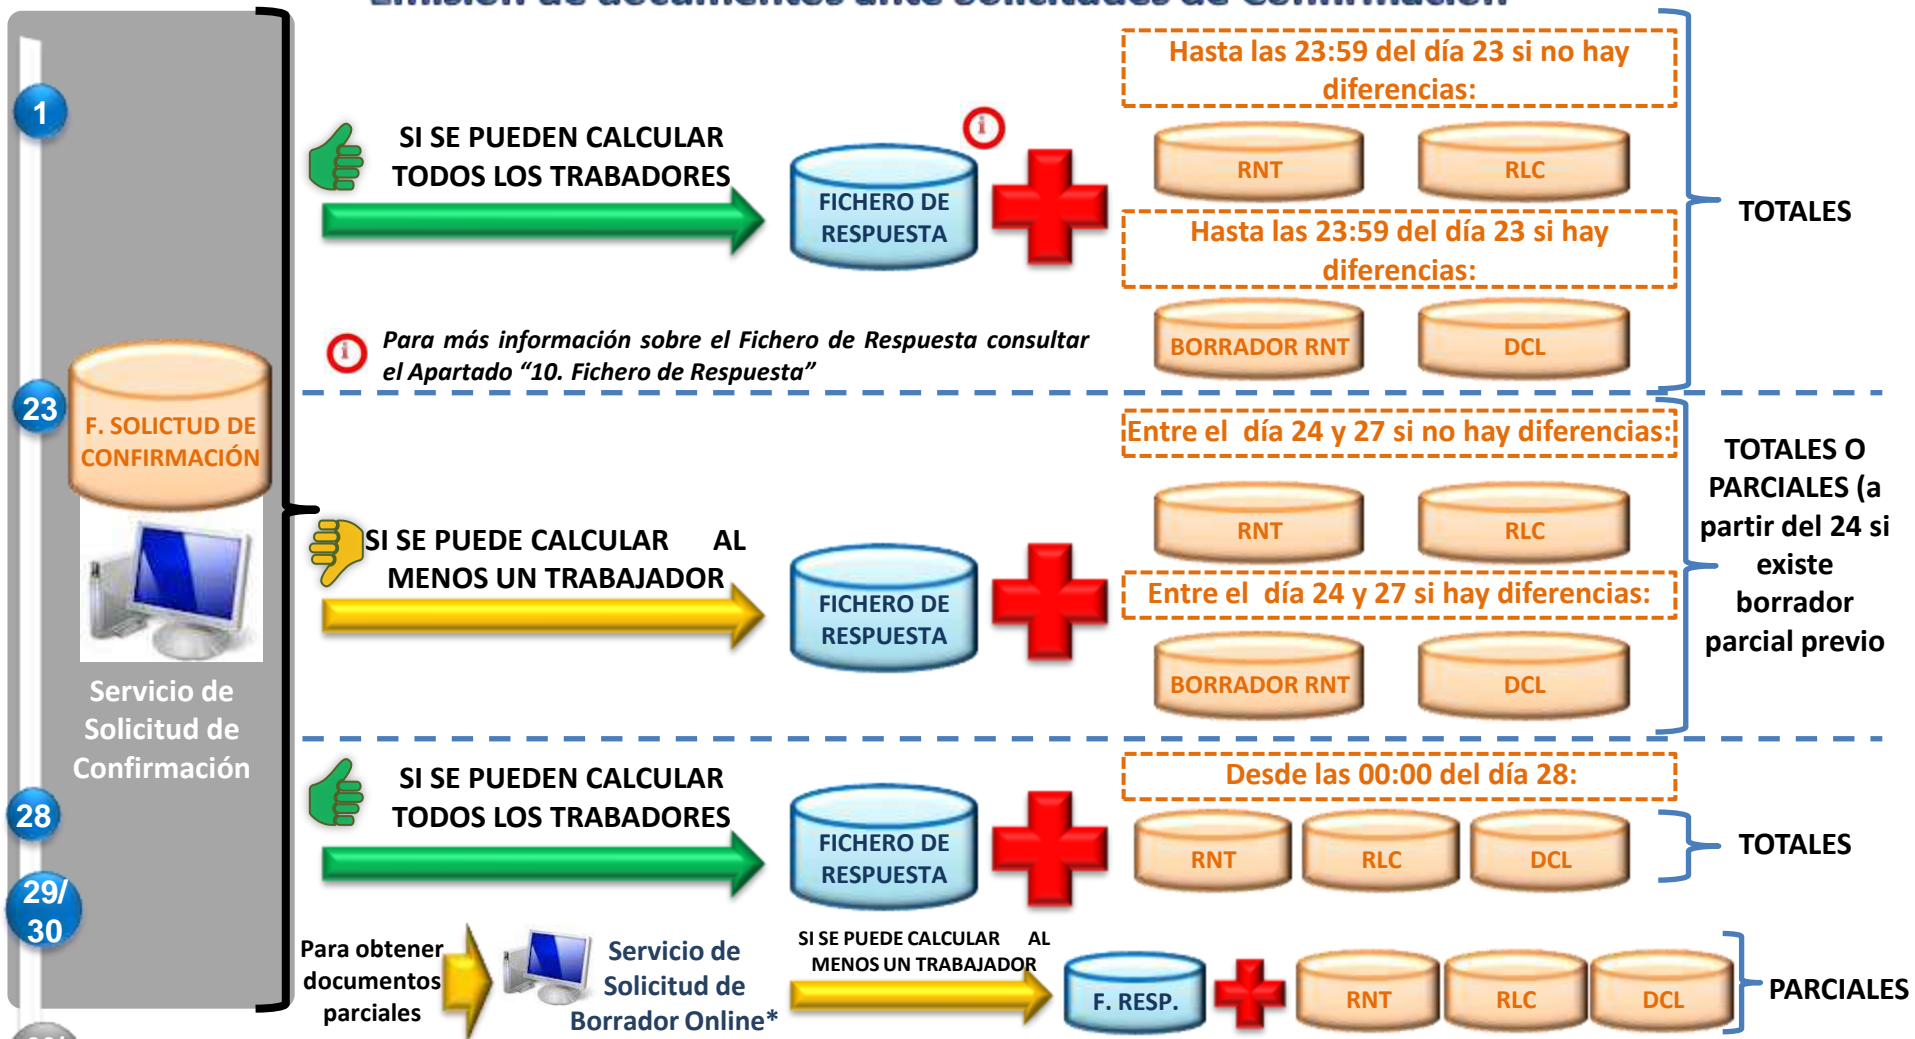 Emisión de documentos ante Solicitudes de Confirmación
1
23
28
29/
30
F. SOLICTUD DE
CONFIRMACIÓN
Servicio de
Solicitud de
Confirmación
SI SE PUEDEN CALCULAR
TODOS LOS TRABADORES
FICHERO DE
RESPUESTA
i
Hasta las 23:59 del día 23 si no hay
diferencias:
RNT
RLC
Hasta las 23:59 del día 23 si hay
diferencias:
BORRADOR RNT
DCL
TOTALES
i
Para más información sobre el Fichero de Respuesta consultar
el Apartado “10. Fichero de Respuesta”
SI SE PUEDE CALCULAR AL
MENOS UN TRABAJADOR
FICHERO DE
RESPUESTA
Entre el día 24 y 27 si no hay diferencias:
RNT
RLC
Entre el día 24 y 27 si hay diferencias:
BORRADOR RNT
DCL
TOTALES O
PARCIALES (a
partir del 24 si
existe
borrador
parcial previo
SI SE PUEDEN CALCULAR
TODOS LOS TRABADORES
FICHERO DE
RESPUESTA
Desde las 00:00 del día 28:
RNT
RLC
DCL
TOTALES
Para obtener
documentos
parciales
Servicio de
Solicitud de
Borrador Online*
SI SE PUEDE CALCULAR AL
MENOS UN TRABAJADOR
F. RESP.
RNT
RLC
DCL
PARCIALES